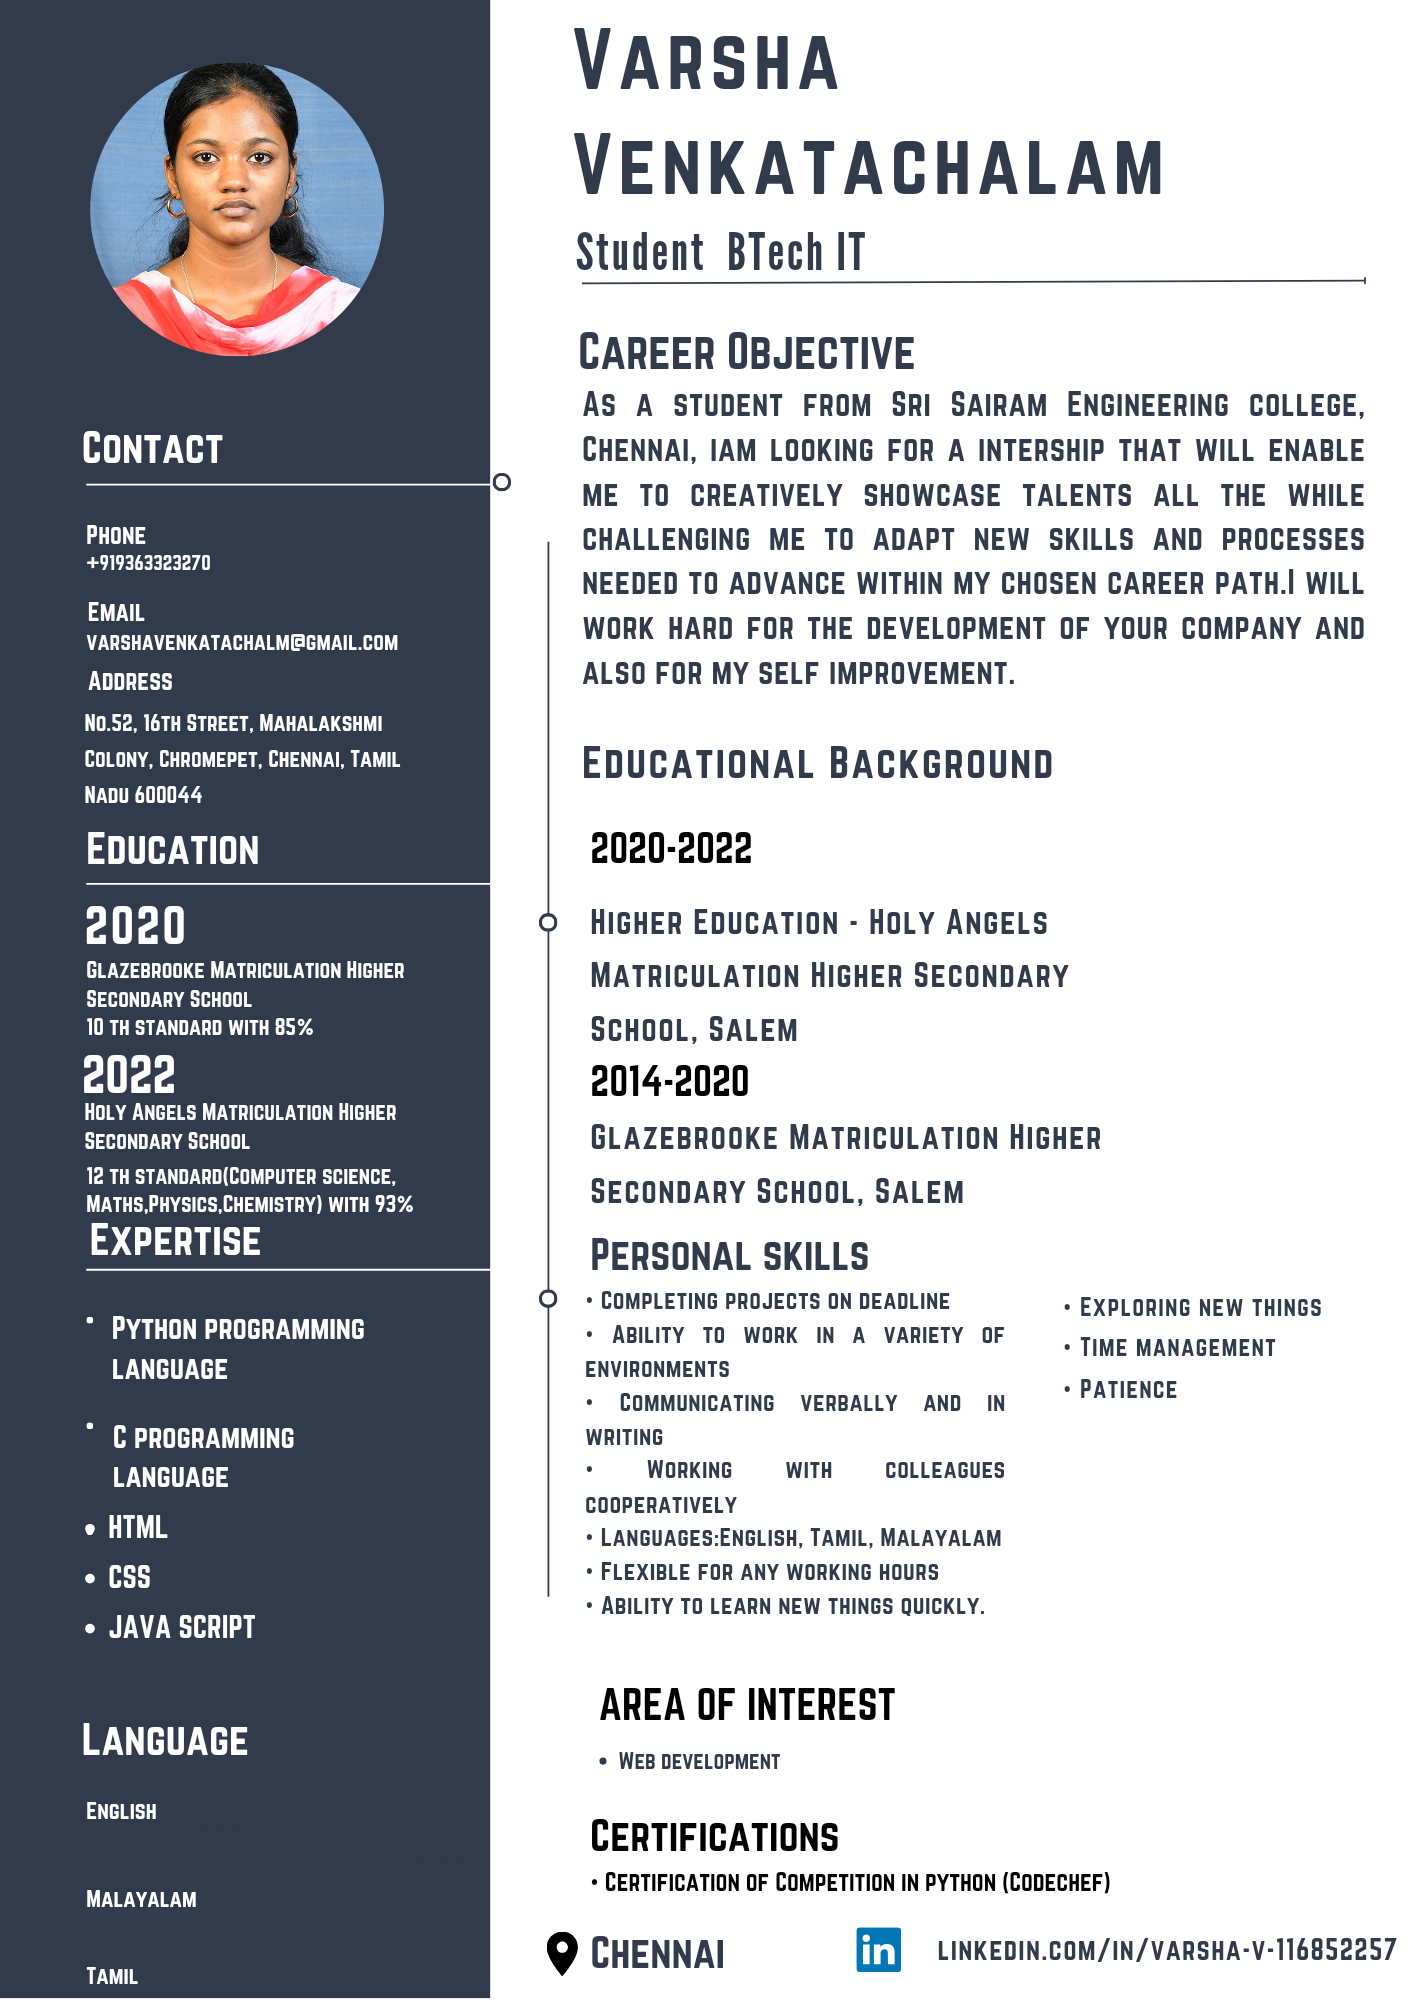 Varsha
Venkatachalam
Student BTech IT
Contact
Phone
+919363323270
Email
varshavenkatachalm@gmail.com
Address
No.52, 16th Street, Mahalakshmi
Colony, Chromepet, Chennai, Tamil
Nadu 600044
Education
2020
Glazebrooke Matriculation Higher
Secondary School
10 th standard with 85%
2022
Holy Angels Matriculation Higher
Secondary School
12 th standard(Computer science,
Maths,Physics,Chemistry) with 93%
Expertise
• Python programming
language
• C programming
language
• HTML
• CSS
• JAVA SCRIPT
Language
English
Malayalam
Tamil
Career Objective
As a student from Sri Sairam Engineering college,
Chennai, iam looking for a intership that will enable
me to creatively showcase talents all the while
challenging me to adapt new skills and processes
needed to advance within my chosen career path.I will
work hard for the development of your company and
also for my self improvement.
Educational Background
2020-2022
Higher Education - Holy Angels
Matriculation Higher Secondary
School, Salem
2014-2020
Glazebrooke Matriculation Higher
Secondary School, Salem
Personal skills
• Completing projects on deadline
• Ability to work in a variety of
environments
• Communicating verbally and in
writing
• Working with colleagues
cooperatively
• Languages:English, Tamil, Malayalam
• Flexible for any working hours
• Ability to learn new things quickly.
• Exploring new things
• Time management
• Patience
AREA OF INTEREST
• Web development
Certifications
• Certification of Competition in python (Codechef)
Chennai
in
linkedin.com/in/varsha-v-116852257